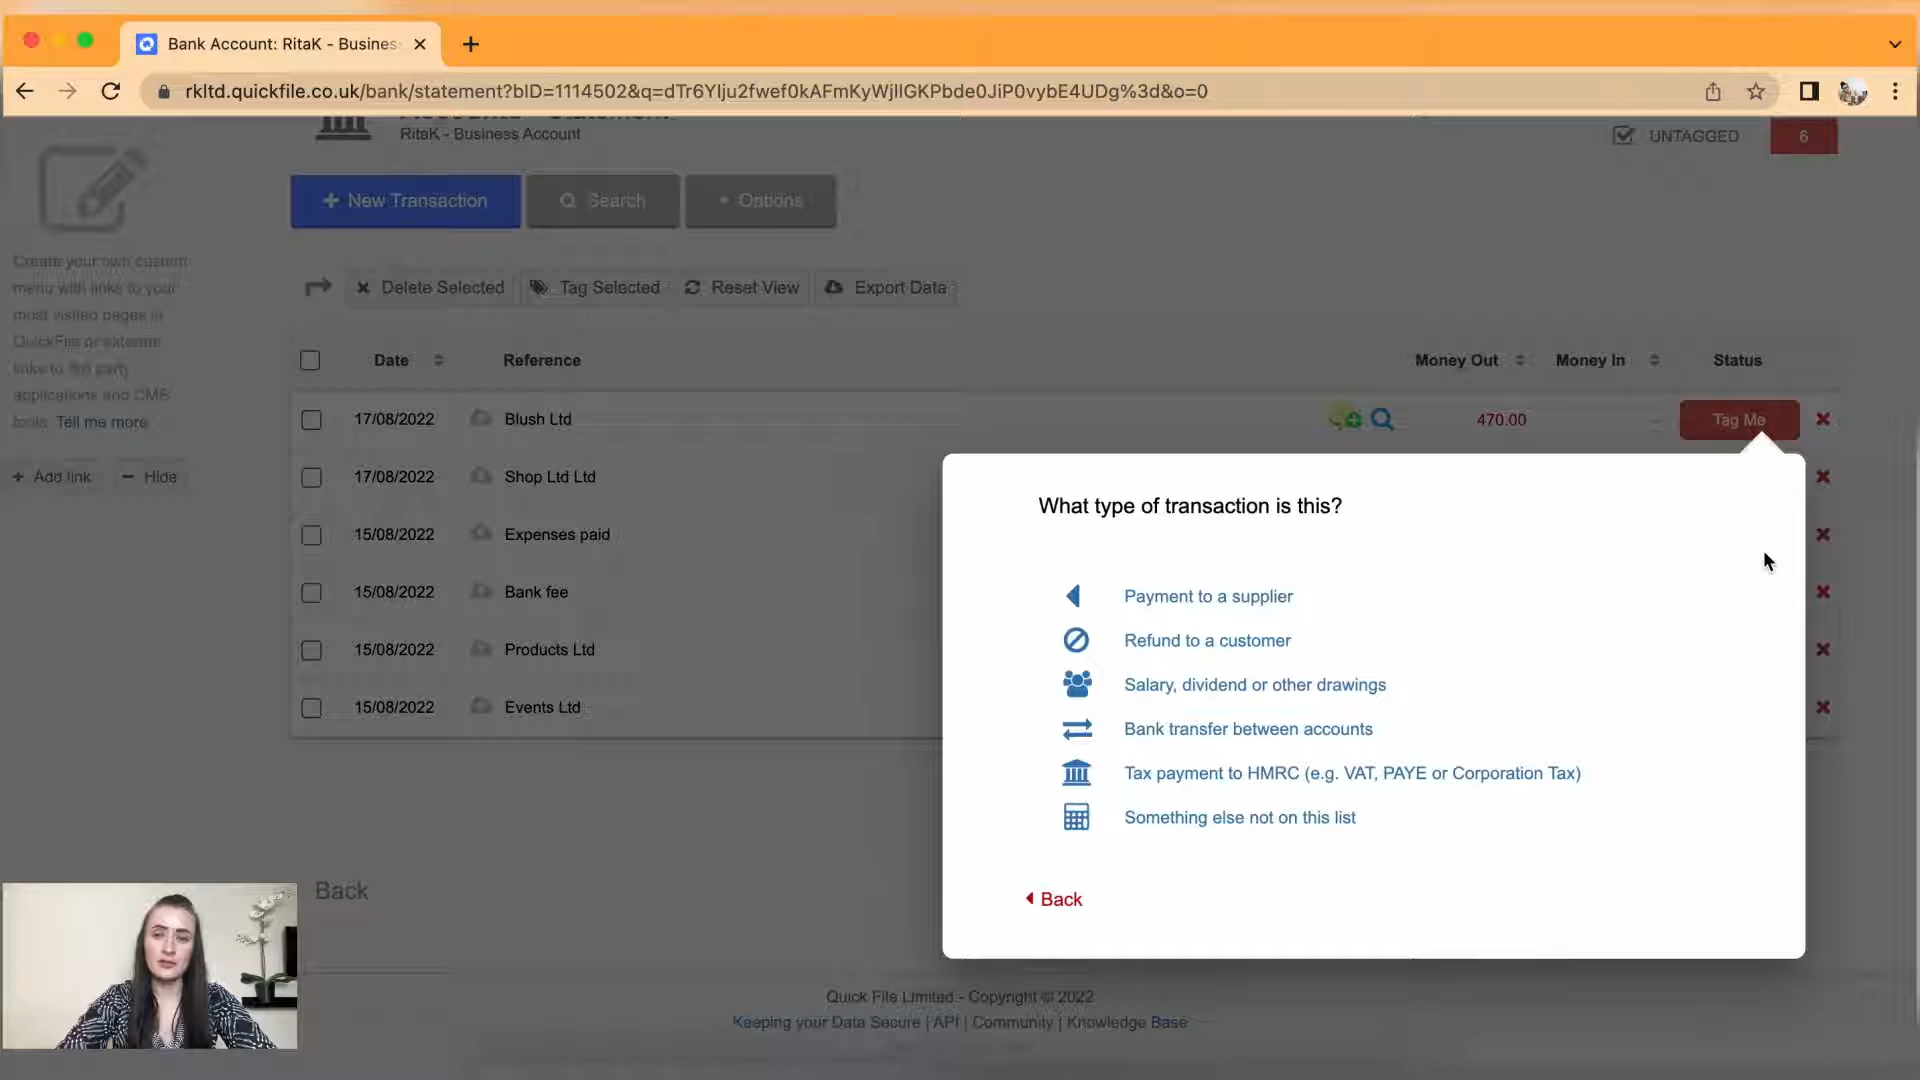 Bank Account: RitaK - Busines
rkltd.quickfile.co.uk/bank/statement?bID=1114502&q=dTr6YIju2fwef0kAFmKyWjlIGKPbde0JiP0vybE4UDg%3d&o=0
RitaK - Business Account
UNTAGGED 6
+ New Transaction
Search
Options
Create your own custom
menu with links to your
most visited pages in
QuickFile or external
links to 3rd party
applications and CMS
tools. Tell me more
+ Add link
− Hide
Delete Selected
Tag Selected
Reset View
Export Data
Date Reference Money Out Money In Status
17/08/2022 Blush Ltd 470.00 Tag Me
17/08/2022 Shop Ltd Ltd
15/08/2022 Expenses paid
15/08/2022 Bank fee
15/08/2022 Products Ltd
15/08/2022 Events Ltd
What type of transaction is this?
Payment to a supplier
Refund to a customer
Salary, dividend or other drawings
Bank transfer between accounts
Tax payment to HMRC (e.g. VAT, PAYE or Corporation Tax)
Something else not on this list
Back
Back
Quick File Limited - Copyright © 2022
Keeping your Data Secure | API | Community | Knowledge Base